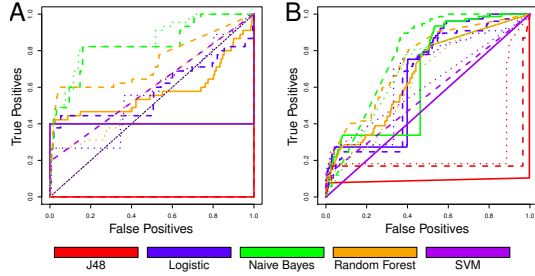 A
B
True Positives
1.0
0.8
0.6
0.4
0.2
0.0
0.0
0.2
0.4
0.6
0.8
1.0
False Positives
True Positives
1.0
0.8
0.6
0.4
0.2
0.0
0.0
0.2
0.4
0.6
0.8
1.0
False Positives
J48
Logistic
Naive Bayes
Random Forest
SVM